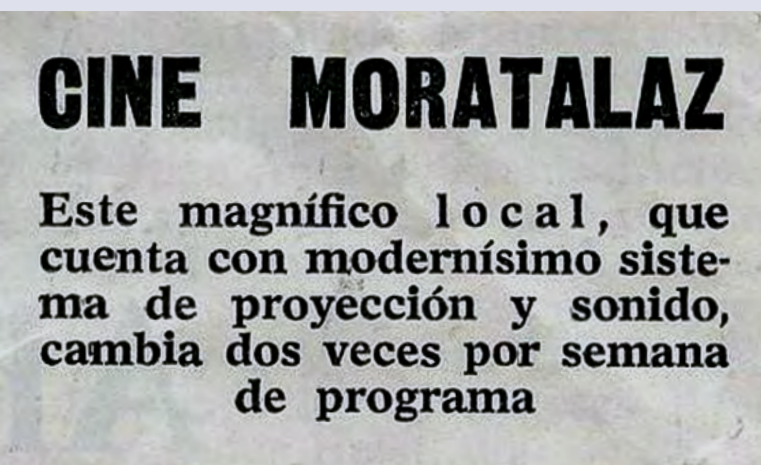 CINE MORATALAZ
Este magnífico local, que
cuenta con modernísimo siste-
ma de proyección y sonido,
cambia dos veces por semana
de programa